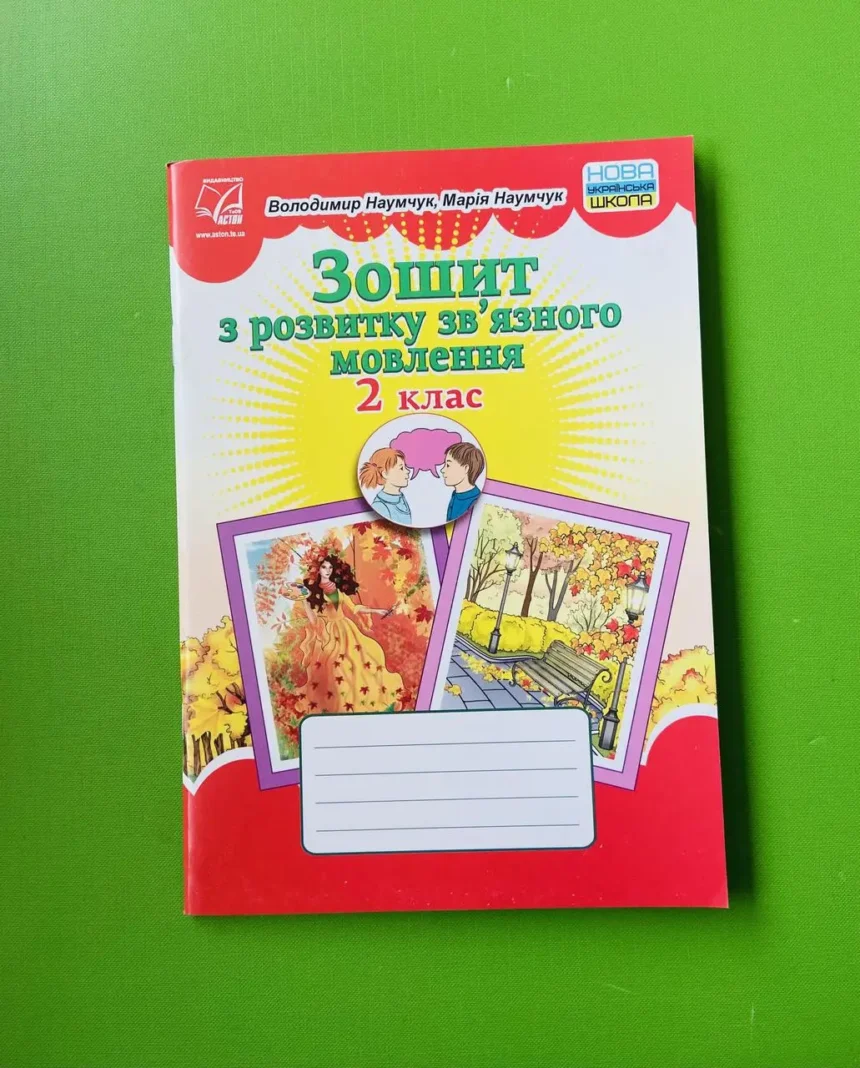 ВИДАВНИЦТВО
ТзОВ
АСТОН
www.aston.te.ua
Володимир Наумчук, Марія Наумчук
НОВА
УКРАЇНСЬКА
ШКОЛА
Зошит
з розвитку зв'язного
мовлення
2 клас